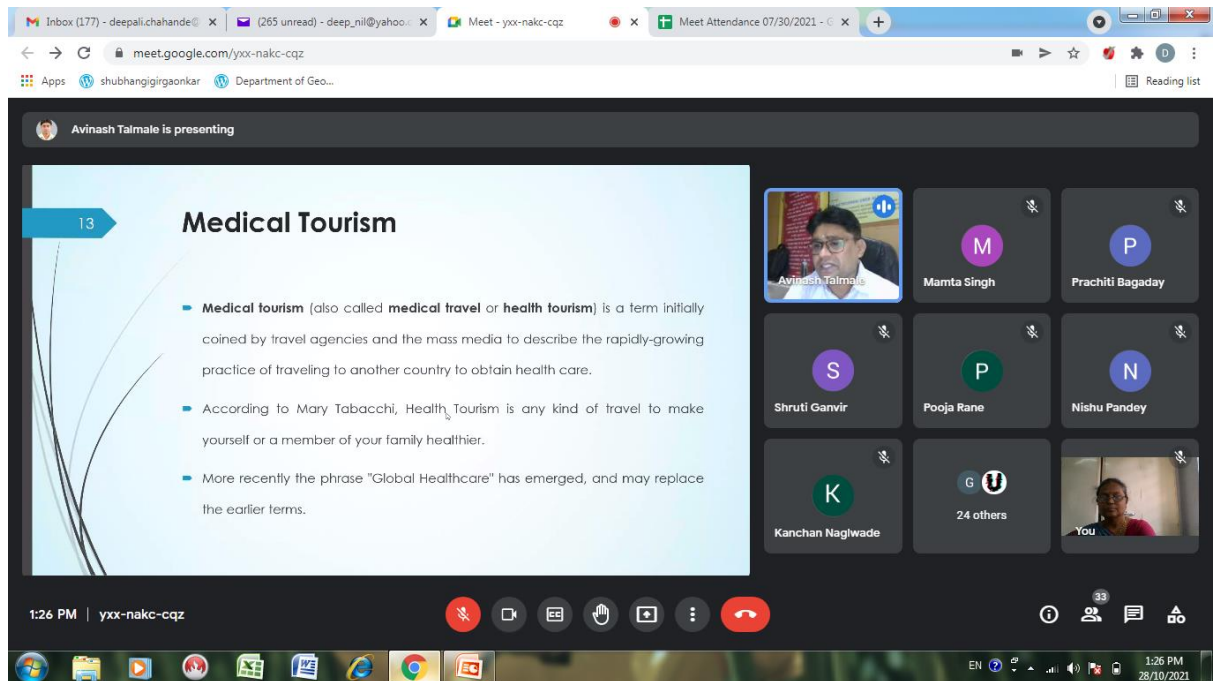 Inbox (177) - deepali.chahande@
(265 unread) - deep_nil@yahoo.c
Meet - yxx-nakc-cqz
Meet Attendance 07/30/2021 - G
meet.google.com/yxx-nakc-cqz
D
Apps shubhangigirgaonkar Department of Geo...
Reading list
Avinash Talmale is presenting
13
Medical Tourism
Medical tourism (also called medical travel or health tourism) is a term initially
coined by travel agencies and the mass media to describe the rapidly-growing
practice of traveling to another country to obtain health care.
According to Mary Tabacchi, Health Tourism is any kind of travel to make
yourself or a member of your family healthier.
More recently the phrase "Global Healthcare" has emerged, and may replace
the earlier terms.
Avinash Talmale
M
Mamta Singh
P
Prachiti Bagaday
S
Shruti Ganvir
P
Pooja Rane
N
Nishu Pandey
K
Kanchan Nagiwade
G
24 others
You
1:26 PM | yxx-nakc-cqz
33
EN
1:26 PM
28/10/2021